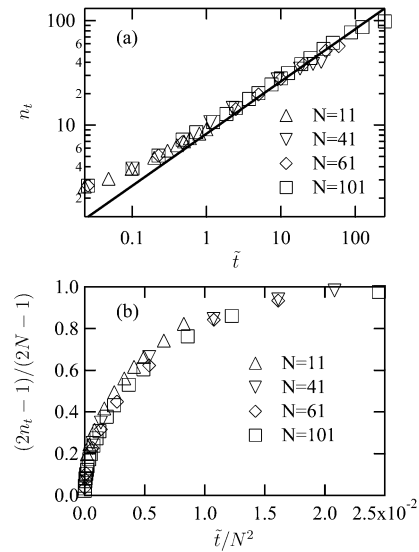 100
6
4
2
10
6
4
2
n_t
(a)
N=11
N=41
N=61
N=101
0.1
1
10
100
t̃
1.0
0.8
0.6
0.4
0.2
0.0
(2n_t − 1)/(2N − 1)
(b)
N=11
N=41
N=61
N=101
0.0
0.5
1.0
1.5
2.0
2.5x10⁻²
t̃/N²